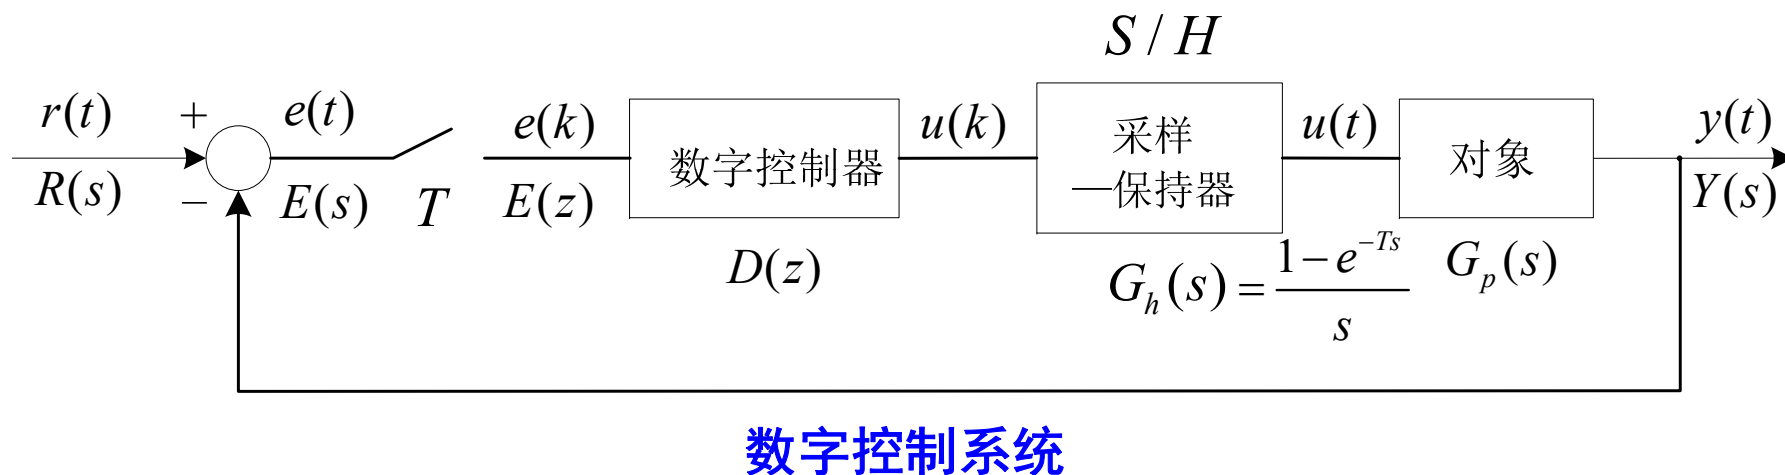 S / H
r(t)
+
e(t)
e(k)
数字控制器
u(k)
采样
—保持器
u(t)
对象
y(t)
R(s)
−
E(s)
T
E(z)
D(z)
G_h(s) = \frac{1-e^{-Ts}}{s}
G_p(s)
Y(s)
数字控制系统